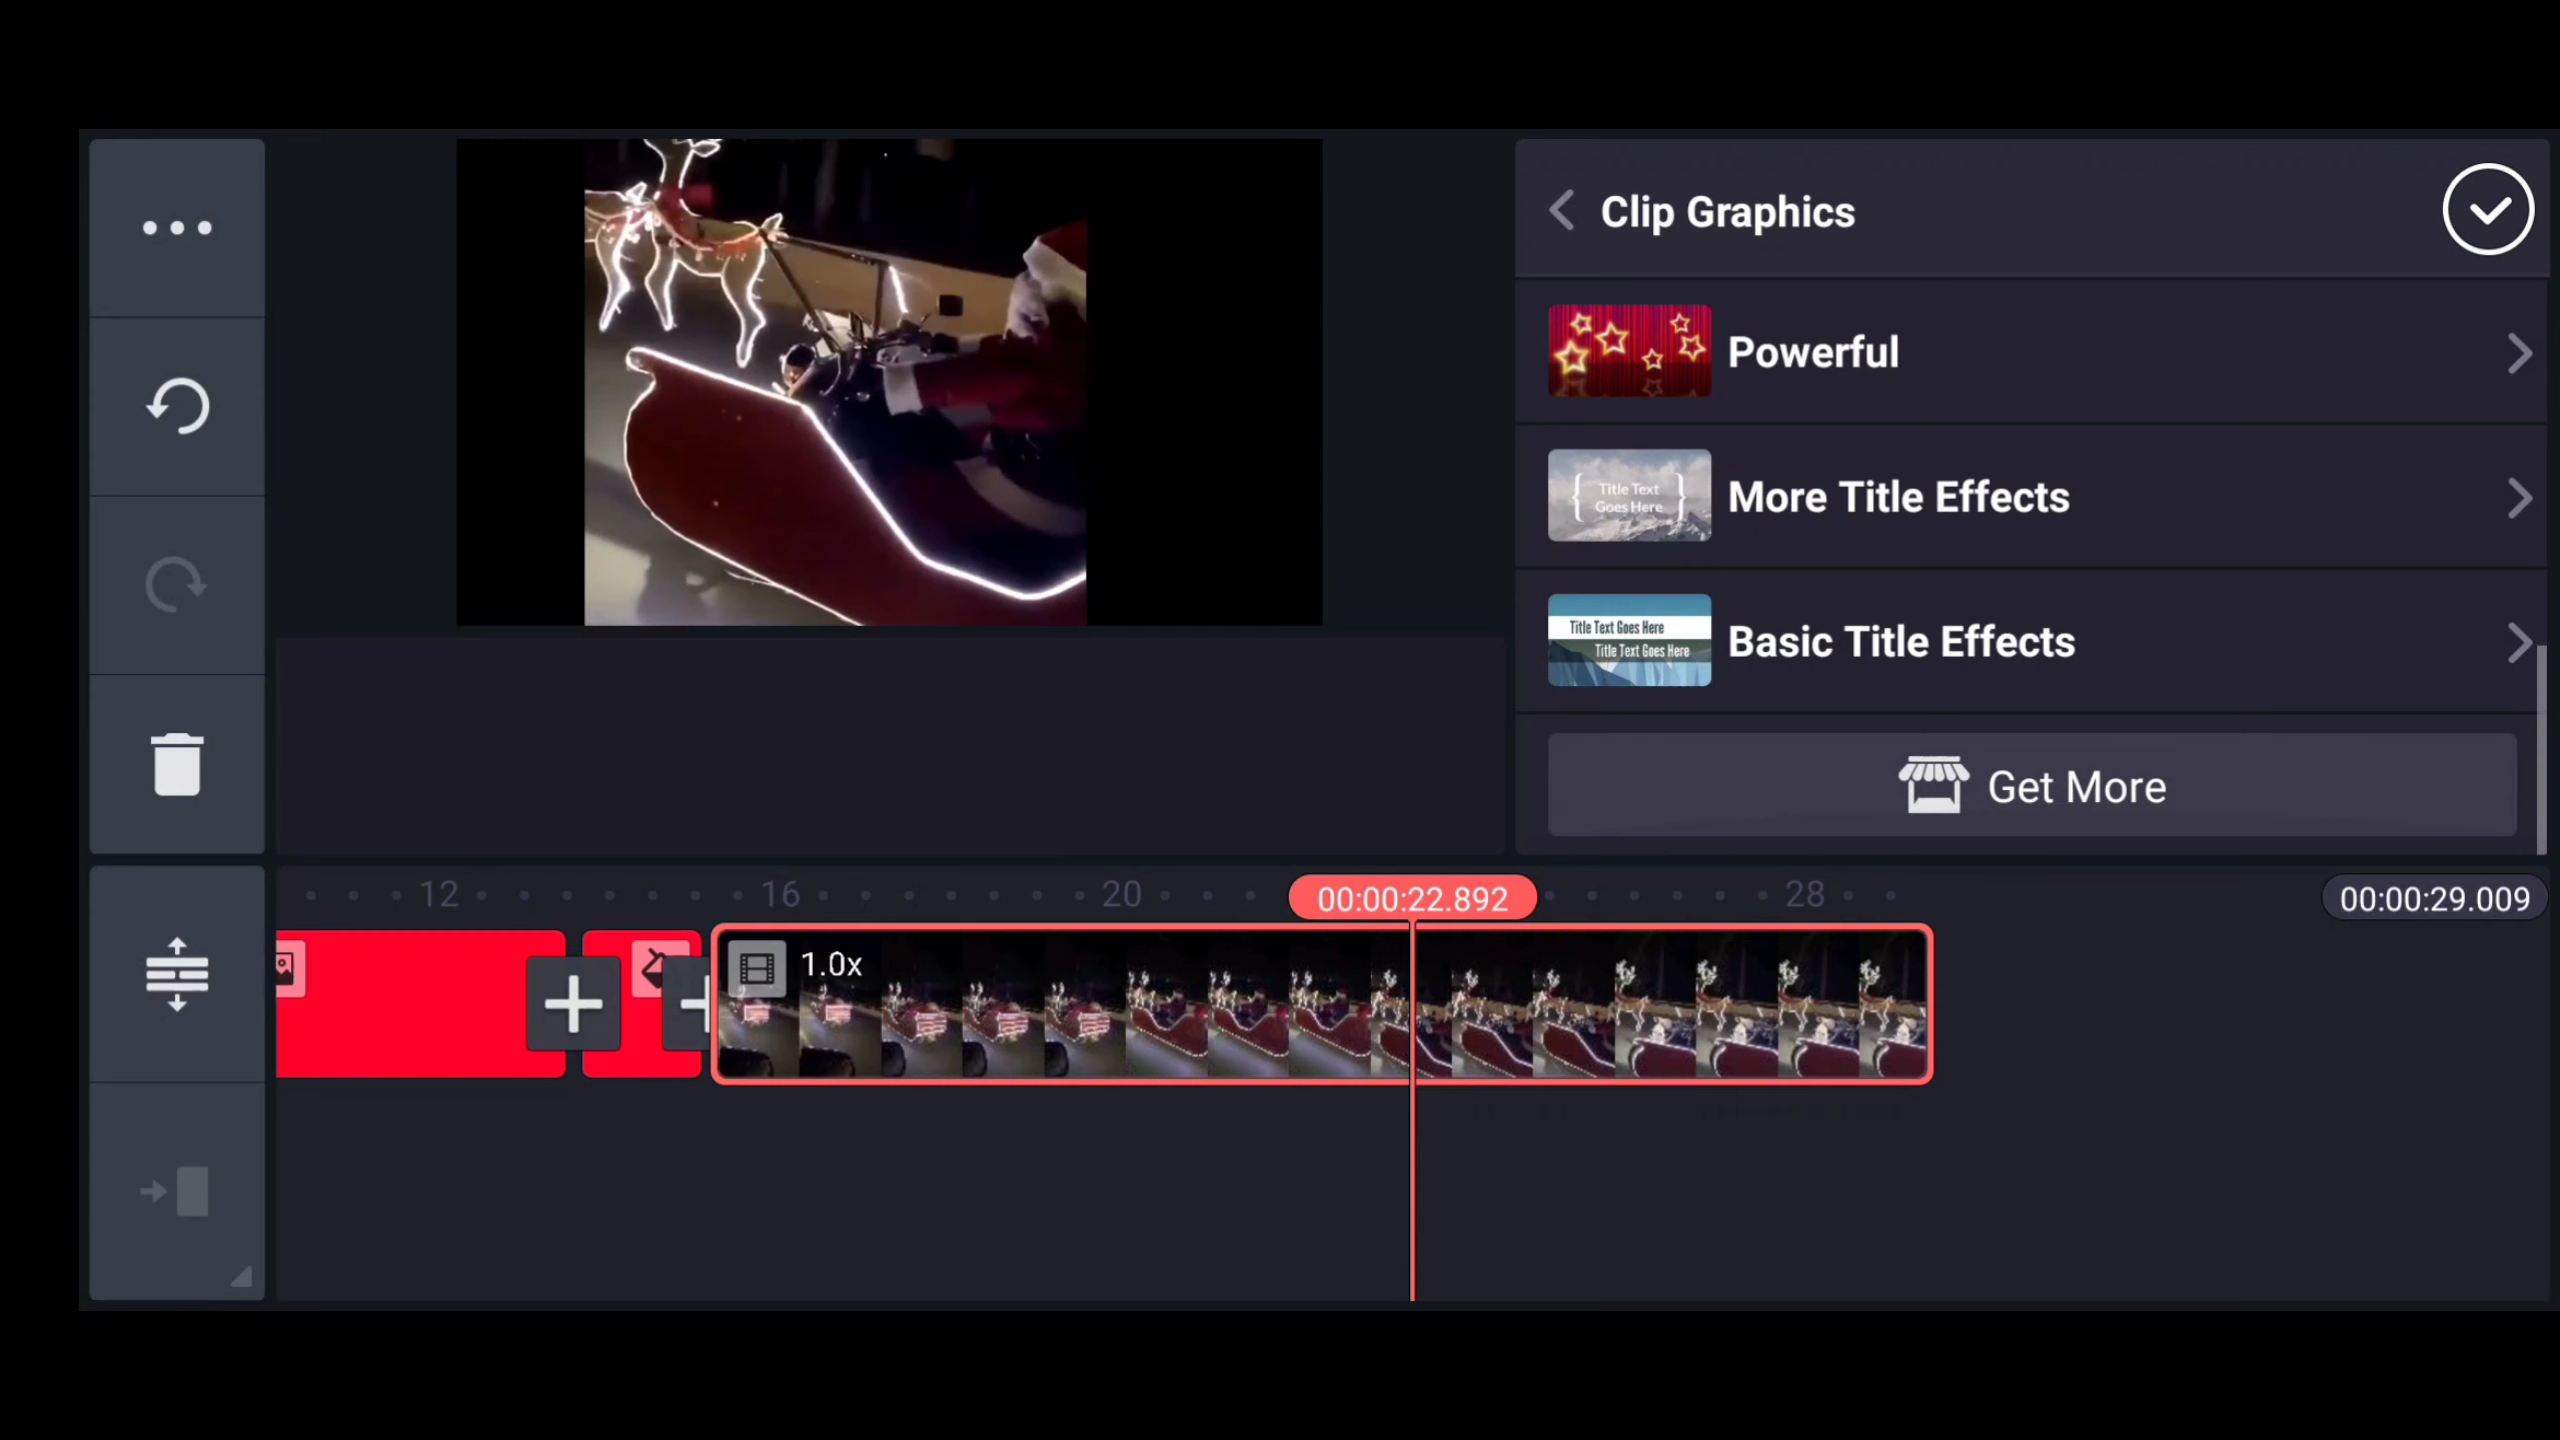 Clip Graphics
Powerful
Title Text
Goes Here
More Title Effects
Title Text Goes Here
Title Text Goes Here
Basic Title Effects
Get More
12
16
20
00:00:22.892
28
00:00:29.009
1.0x